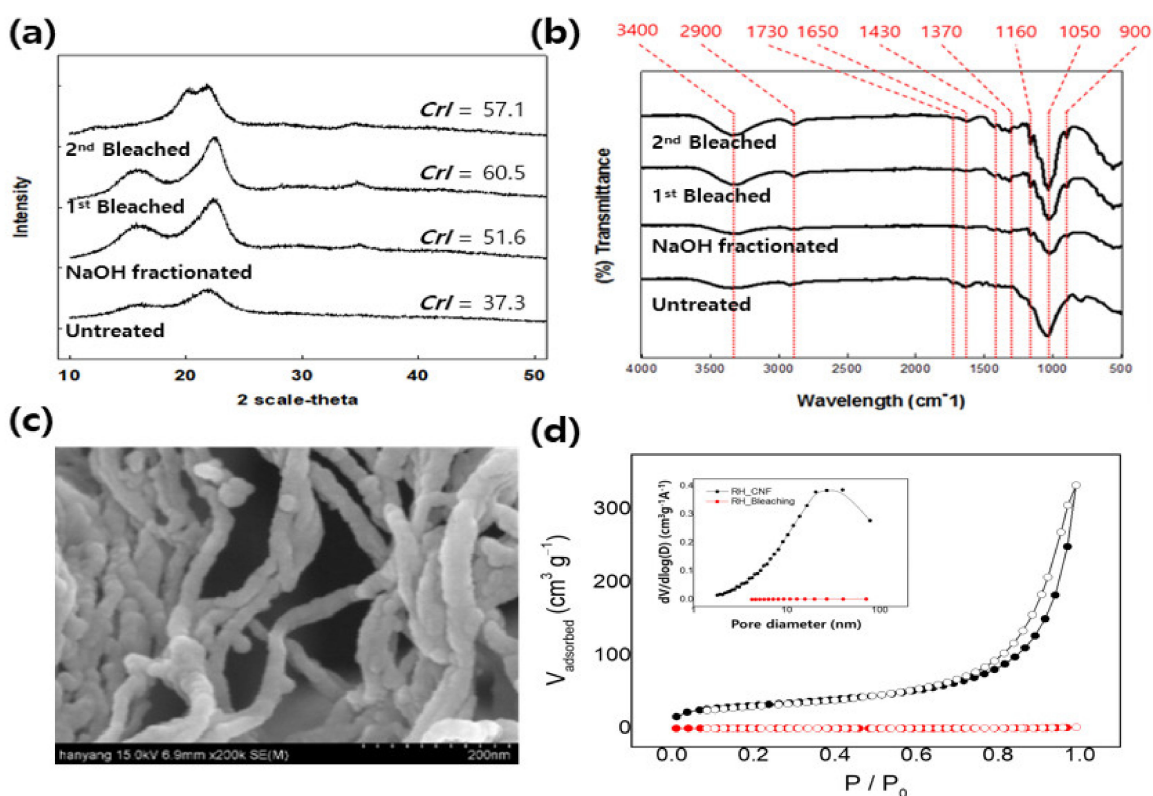 (a)
Intensity
CrI = 57.1
2nd Bleached
CrI = 60.5
1st Bleached
CrI = 51.6
NaOH fractionated
CrI = 37.3
Untreated
10 20 30 40 50
2 scale-theta
(b)
3400 2900 1730 1650 1430 1370 1160 1050 900
(%) Transmittance
2nd Bleached
1st Bleached
NaOH fractionated
Untreated
4000 3500 3000 2500 2000 1500 1000 500
Wavelength (cm-1)
(c)
hanyang 15.0kV 6.9mm x200k SE(M)
200nm
(d)
Vadsorbed (cm3 g-1)
300
200
100
0
0.0 0.2 0.4 0.6 0.8 1.0
P / Po
dV/dlog(D) (cm3g-1A-1)
0.4
0.3
0.2
0.1
0.0
RH_CNF
RH_Bleaching
1 10 100
Pore diameter (nm)